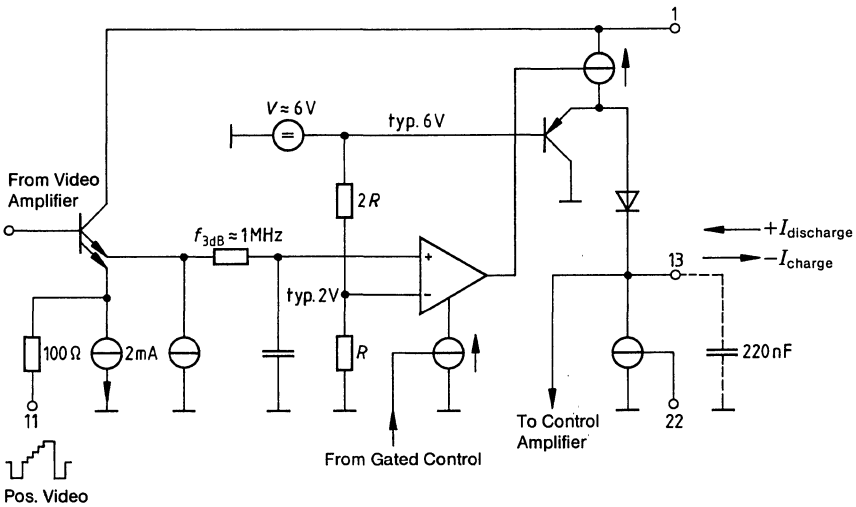 1
V≈6V
typ. 6V
From Video
Amplifier
2R
f3dB≈1MHz
+Idischarge
-Icharge
13
+
typ. 2V
-
100Ω
2mA
R
220nF
11
To Control
Amplifier
22
From Gated Control
Pos. Video